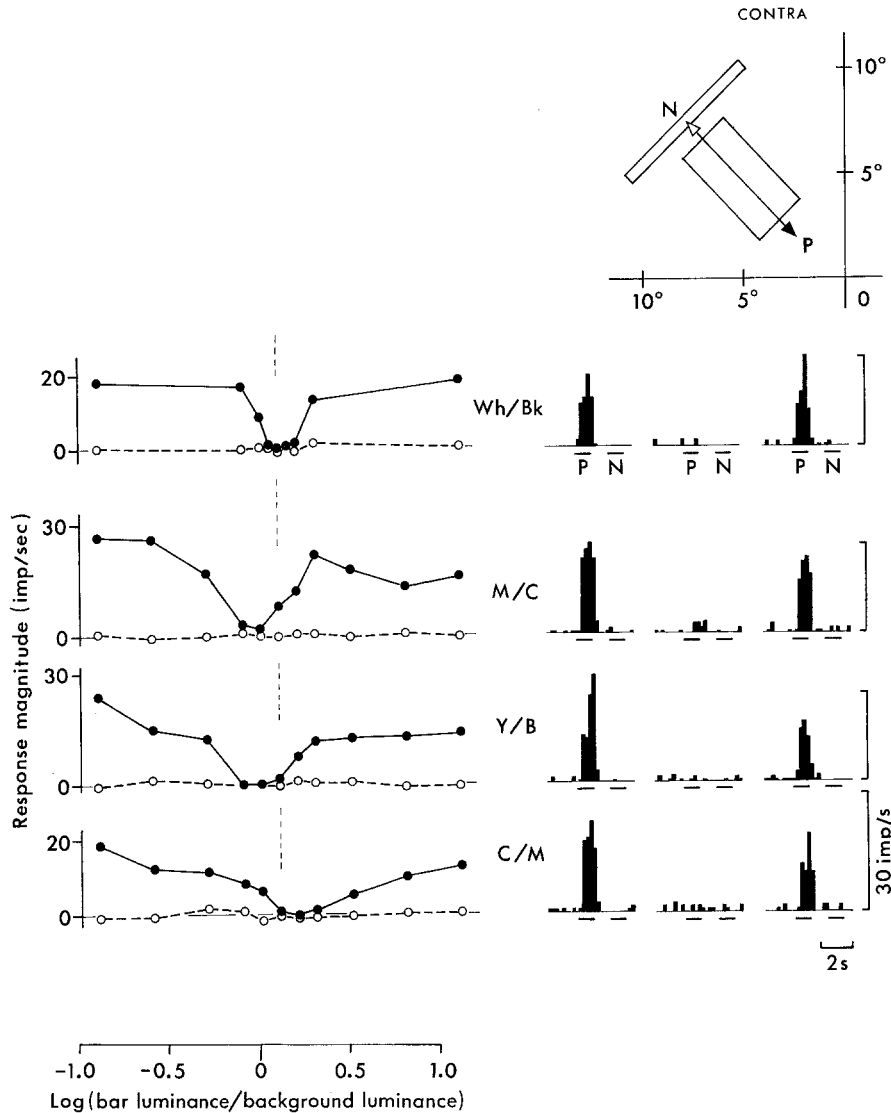 CONTRA
10°
N
5°
P
10° 5° 0
20
0
Wh/Bk
P N P N P N
30
0
M/C
30
0
Y/B
20
0
C/M
30 imp/s
2s
Response magnitude (imp/sec)
-1.0 -0.5 0 0.5 1.0
Log (bar luminance/background luminance)